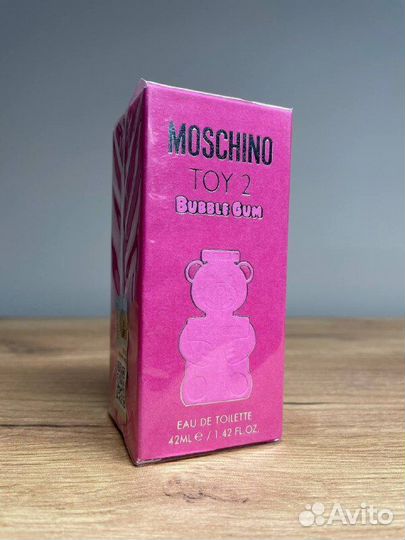 MOSCHINO
TOY 2
BUBBLE GUM
EAU DE TOILETTE
42ML ℮ / 1.42 FL.OZ.
Avito